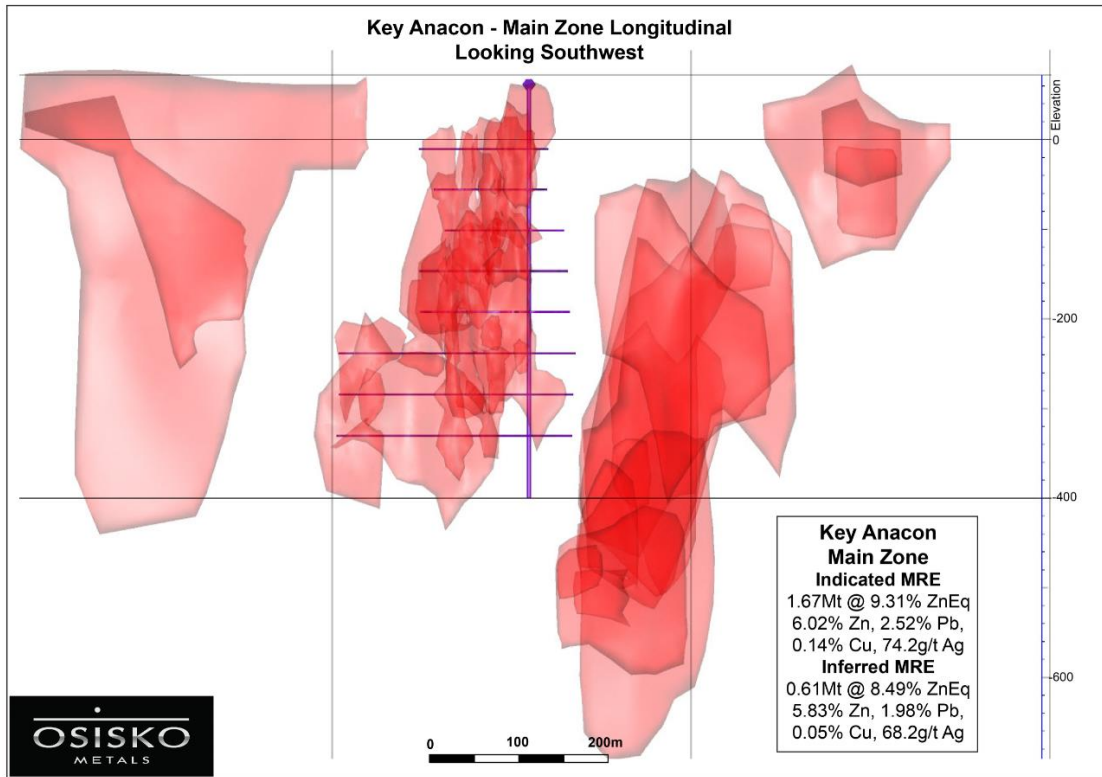 Key Anacon - Main Zone Longitudinal
Looking Southwest
Elevation
0
-200
-400
-600
Key Anacon
Main Zone
Indicated MRE
1.67Mt @ 9.31% ZnEq
6.02% Zn, 2.52% Pb,
0.14% Cu, 74.2g/t Ag
Inferred MRE
0.61Mt @ 8.49% ZnEq
5.83% Zn, 1.98% Pb,
0.05% Cu, 68.2g/t Ag
OSISKO
METALS
0 100 200m